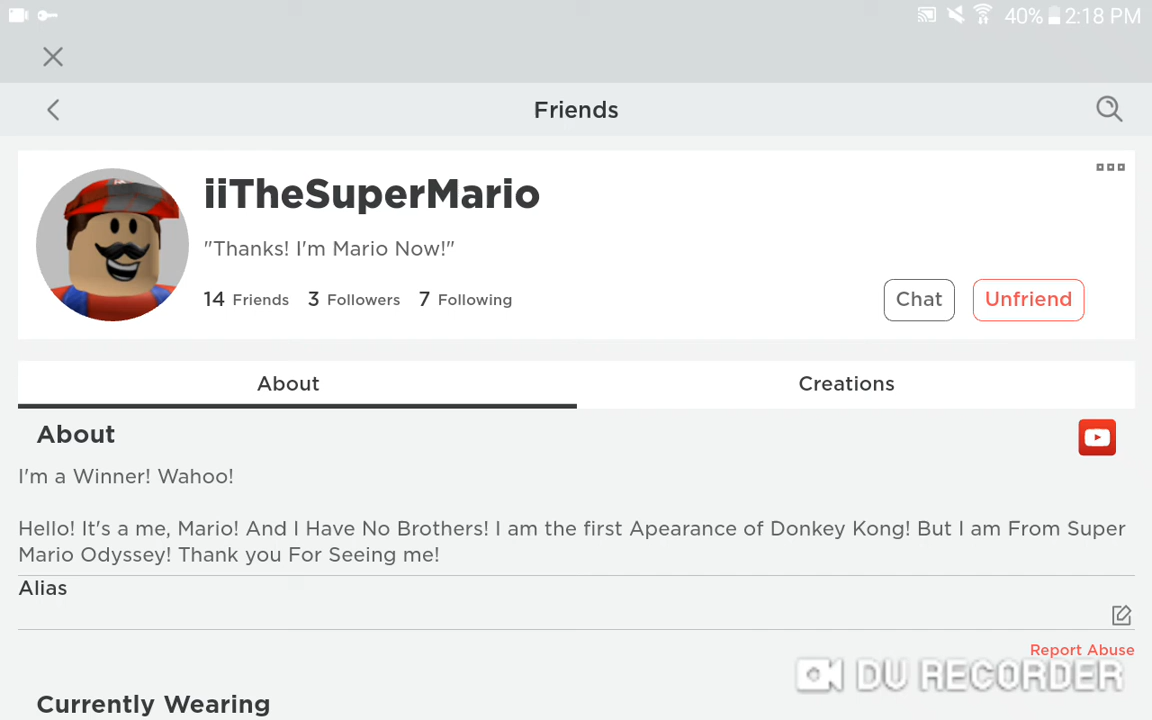 40% 2:18 PM
Friends
iiTheSuperMario
"Thanks! I'm Mario Now!"
14 Friends 3 Followers 7 Following
Chat Unfriend
About Creations
About
I'm a Winner! Wahoo!
Hello! It's a me, Mario! And I Have No Brothers! I am the first Apearance of Donkey Kong! But I am From Super
Mario Odyssey! Thank you For Seeing me!
Alias
Report Abuse
DU RECORDER
Currently Wearing